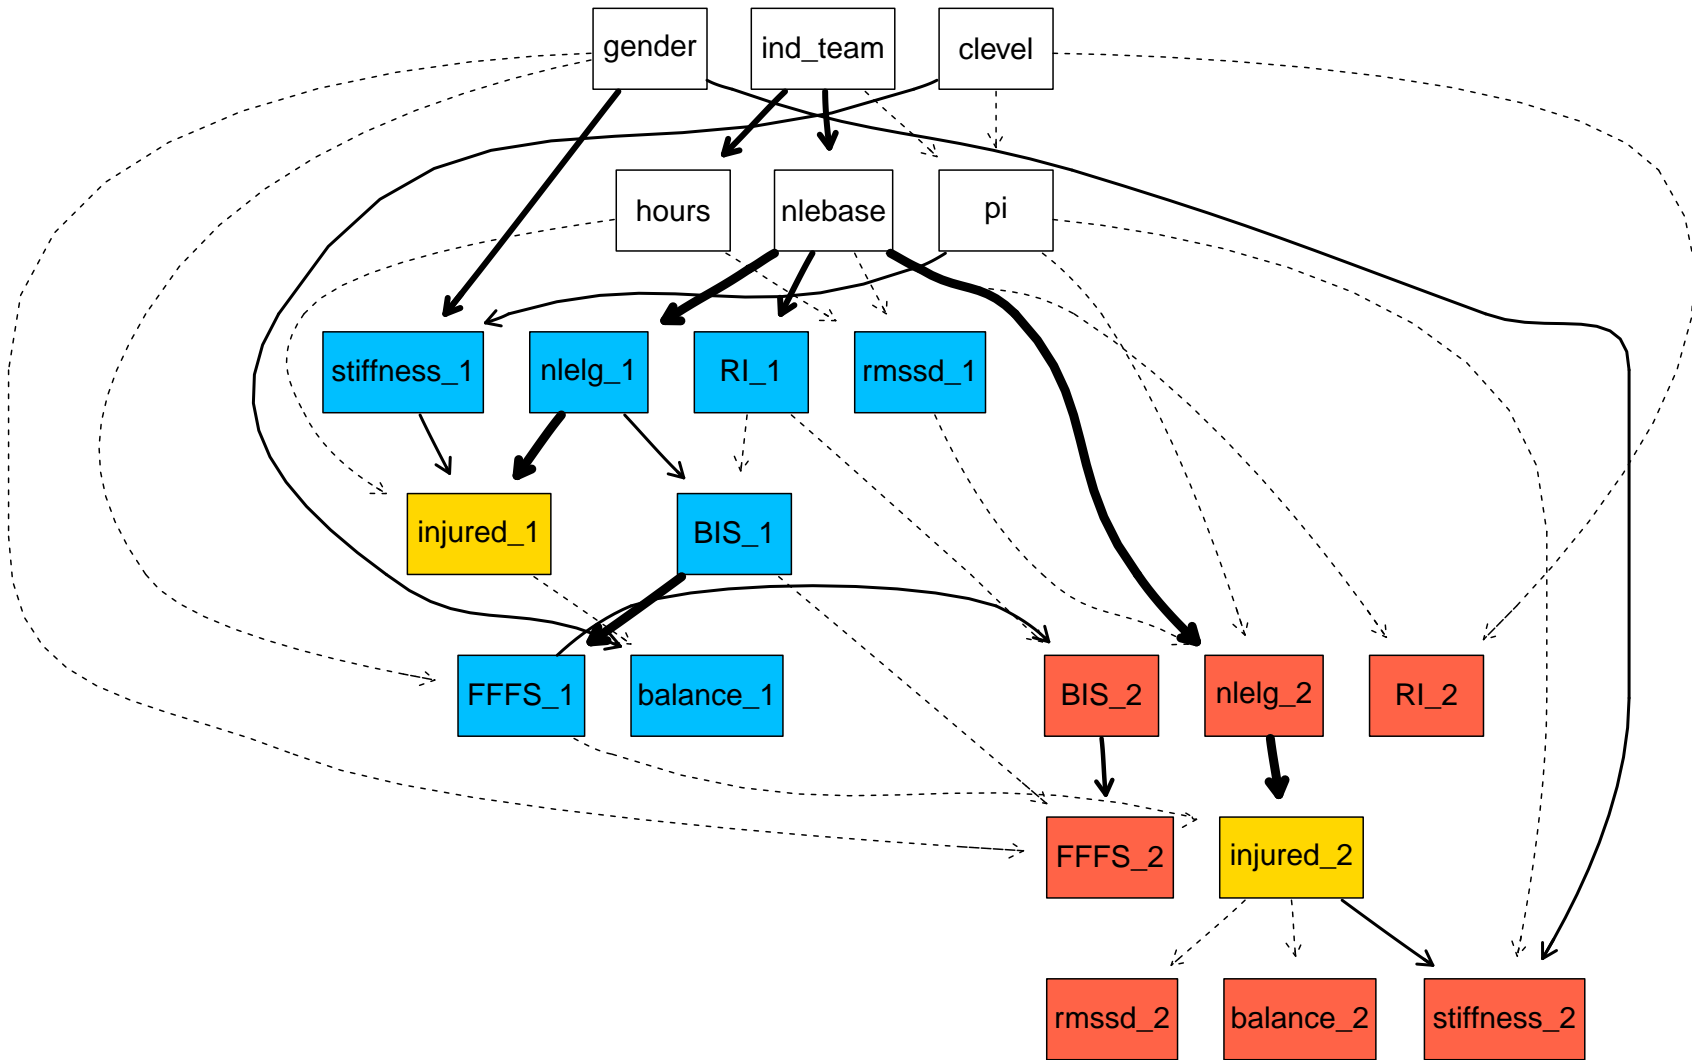 gender
ind_team
clevel
hours
nlebase
pi
stiffness_1
nlelg_1
RI_1
rmssd_1
injured_1
BIS_1
FFFS_1
balance_1
BIS_2
nlelg_2
RI_2
FFFS_2
injured_2
rmssd_2
balance_2
stiffness_2